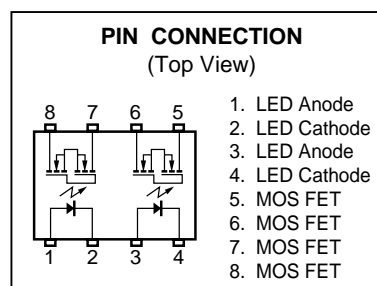 PIN CONNECTION
(Top View)
8 7 6 5
1 2 3 4
1. LED Anode
2. LED Cathode
3. LED Anode
4. LED Cathode
5. MOS FET
6. MOS FET
7. MOS FET
8. MOS FET